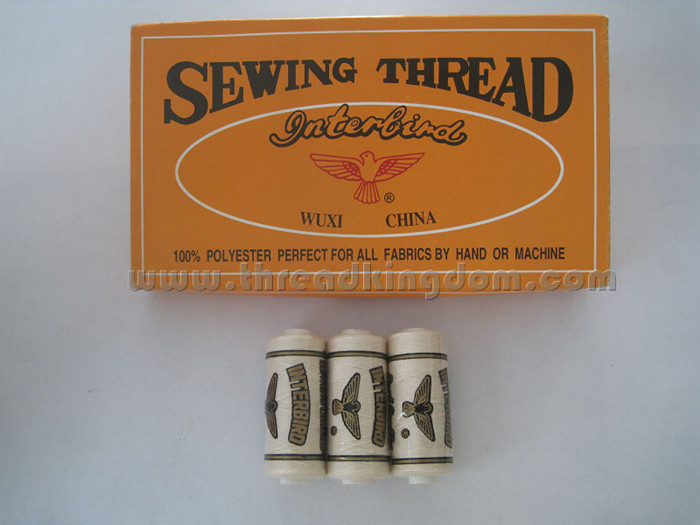 SEWING THREAD
Interbird
®
WUXI CHINA
100% POLYESTER PERFECT FOR ALL FABRICS BY HAND OR MACHINE
www.threadkingdom.com
INTERBIRD
®
INTERBIRD
®